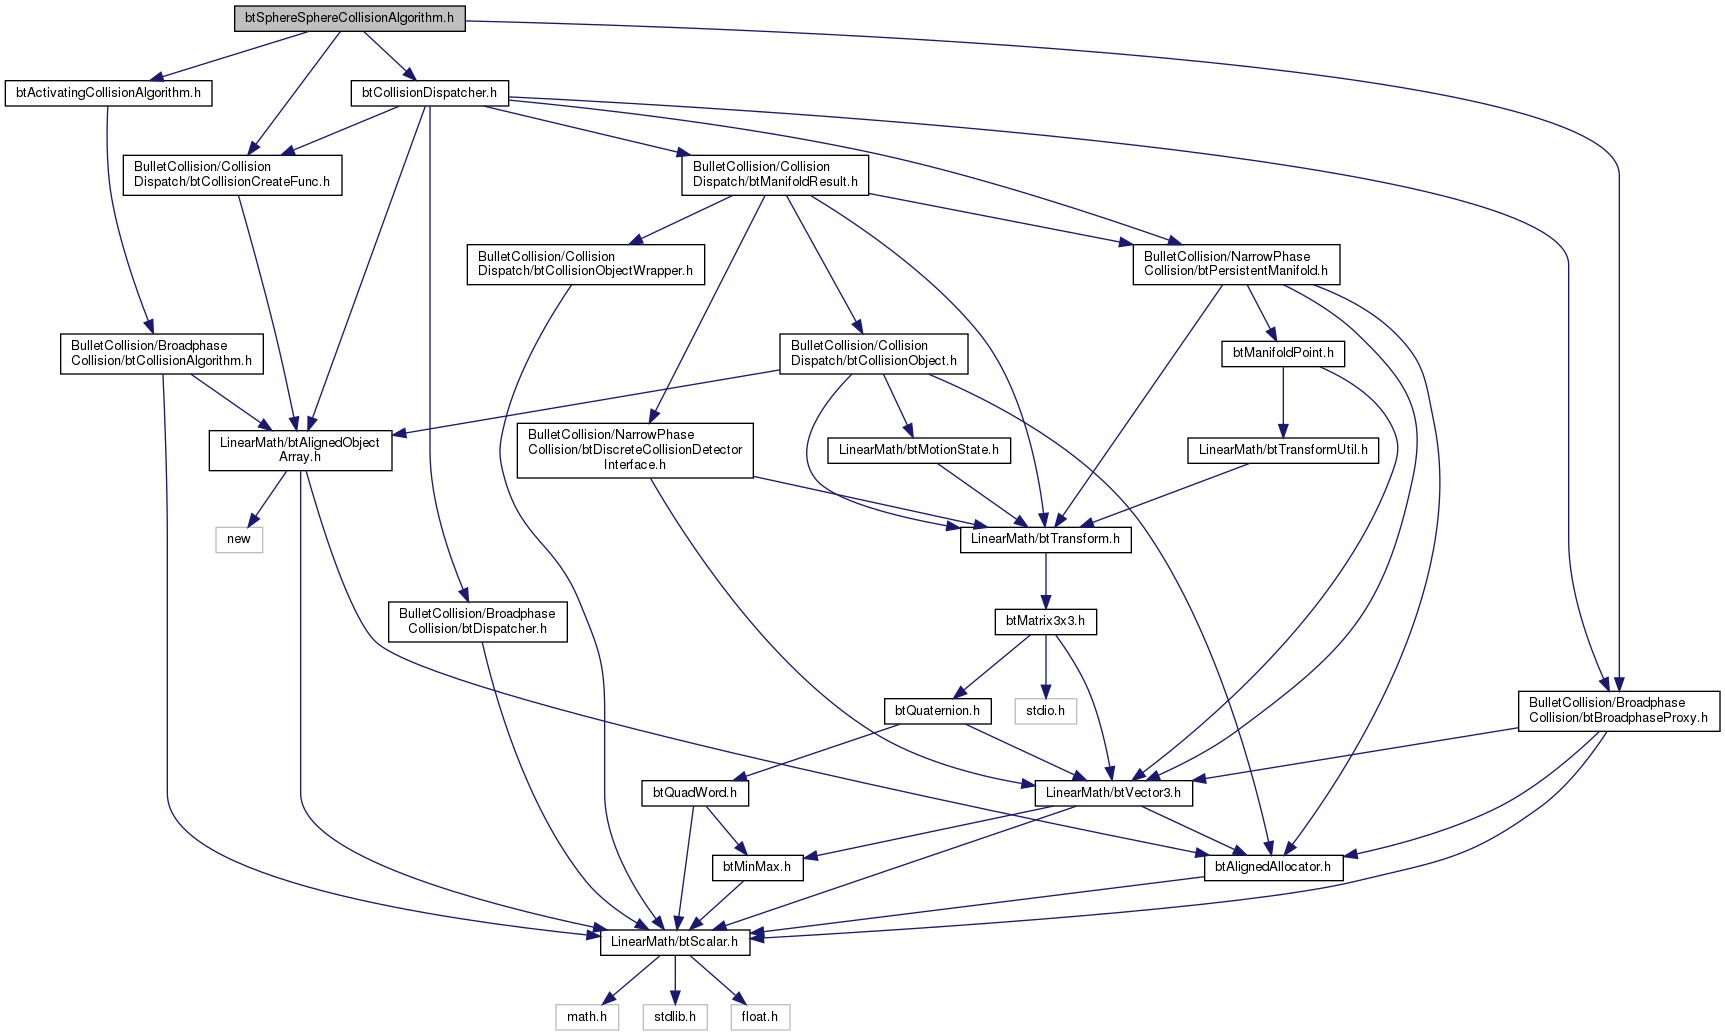 btSphereSphereCollisionAlgorithm.h
btActivatingCollisionAlgorithm.h
btCollisionDispatcher.h
BulletCollision/Collision
Dispatch/btCollisionCreateFunc.h
BulletCollision/Collision
Dispatch/btManifoldResult.h
BulletCollision/Collision
Dispatch/btCollisionObjectWrapper.h
BulletCollision/NarrowPhase
Collision/btPersistentManifold.h
BulletCollision/Broadphase
Collision/btCollisionAlgorithm.h
BulletCollision/Collision
Dispatch/btCollisionObject.h
btManifoldPoint.h
LinearMath/btAlignedObject
Array.h
BulletCollision/NarrowPhase
Collision/btDiscreteCollisionDetector
Interface.h
LinearMath/btMotionState.h
LinearMath/btTransformUtil.h
new
LinearMath/btTransform.h
BulletCollision/Broadphase
Collision/btDispatcher.h
btMatrix3x3.h
btQuaternion.h
stdio.h
BulletCollision/Broadphase
Collision/btBroadphaseProxy.h
btQuadWord.h
LinearMath/btVector3.h
btMinMax.h
btAlignedAllocator.h
LinearMath/btScalar.h
math.h
stdlib.h
float.h